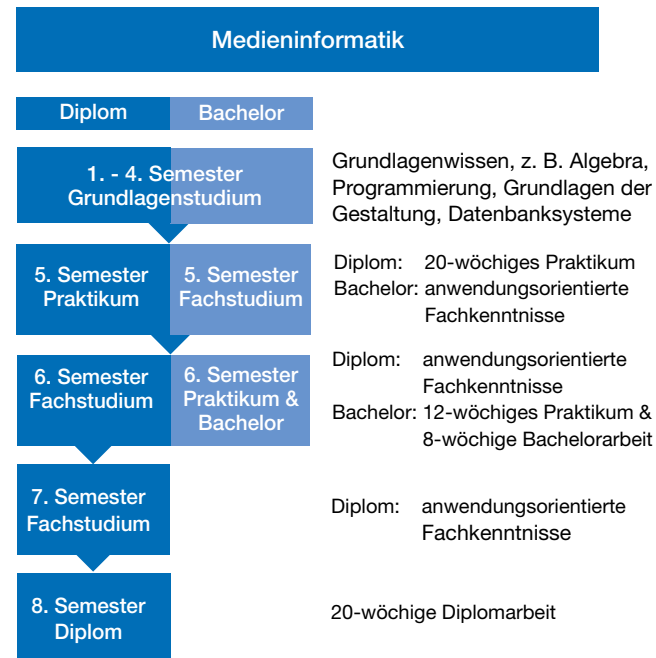 Medieninformatik
Diplom
Bachelor
1. - 4. Semester
Grundlagenstudium
Grundlagenwissen, z. B. Algebra,
Programmierung, Grundlagen der
Gestaltung, Datenbanksysteme
5. Semester
Praktikum
5. Semester
Fachstudium
Diplom: 20-wöchiges Praktikum
Bachelor: anwendungsorientierte
Fachkenntnisse
6. Semester
Fachstudium
6. Semester
Praktikum &
Bachelor
Diplom: anwendungsorientierte
Fachkenntnisse
Bachelor: 12-wöchiges Praktikum &
8-wöchige Bachelorarbeit
7. Semester
Fachstudium
Diplom: anwendungsorientierte
Fachkenntnisse
8. Semester
Diplom
20-wöchige Diplomarbeit